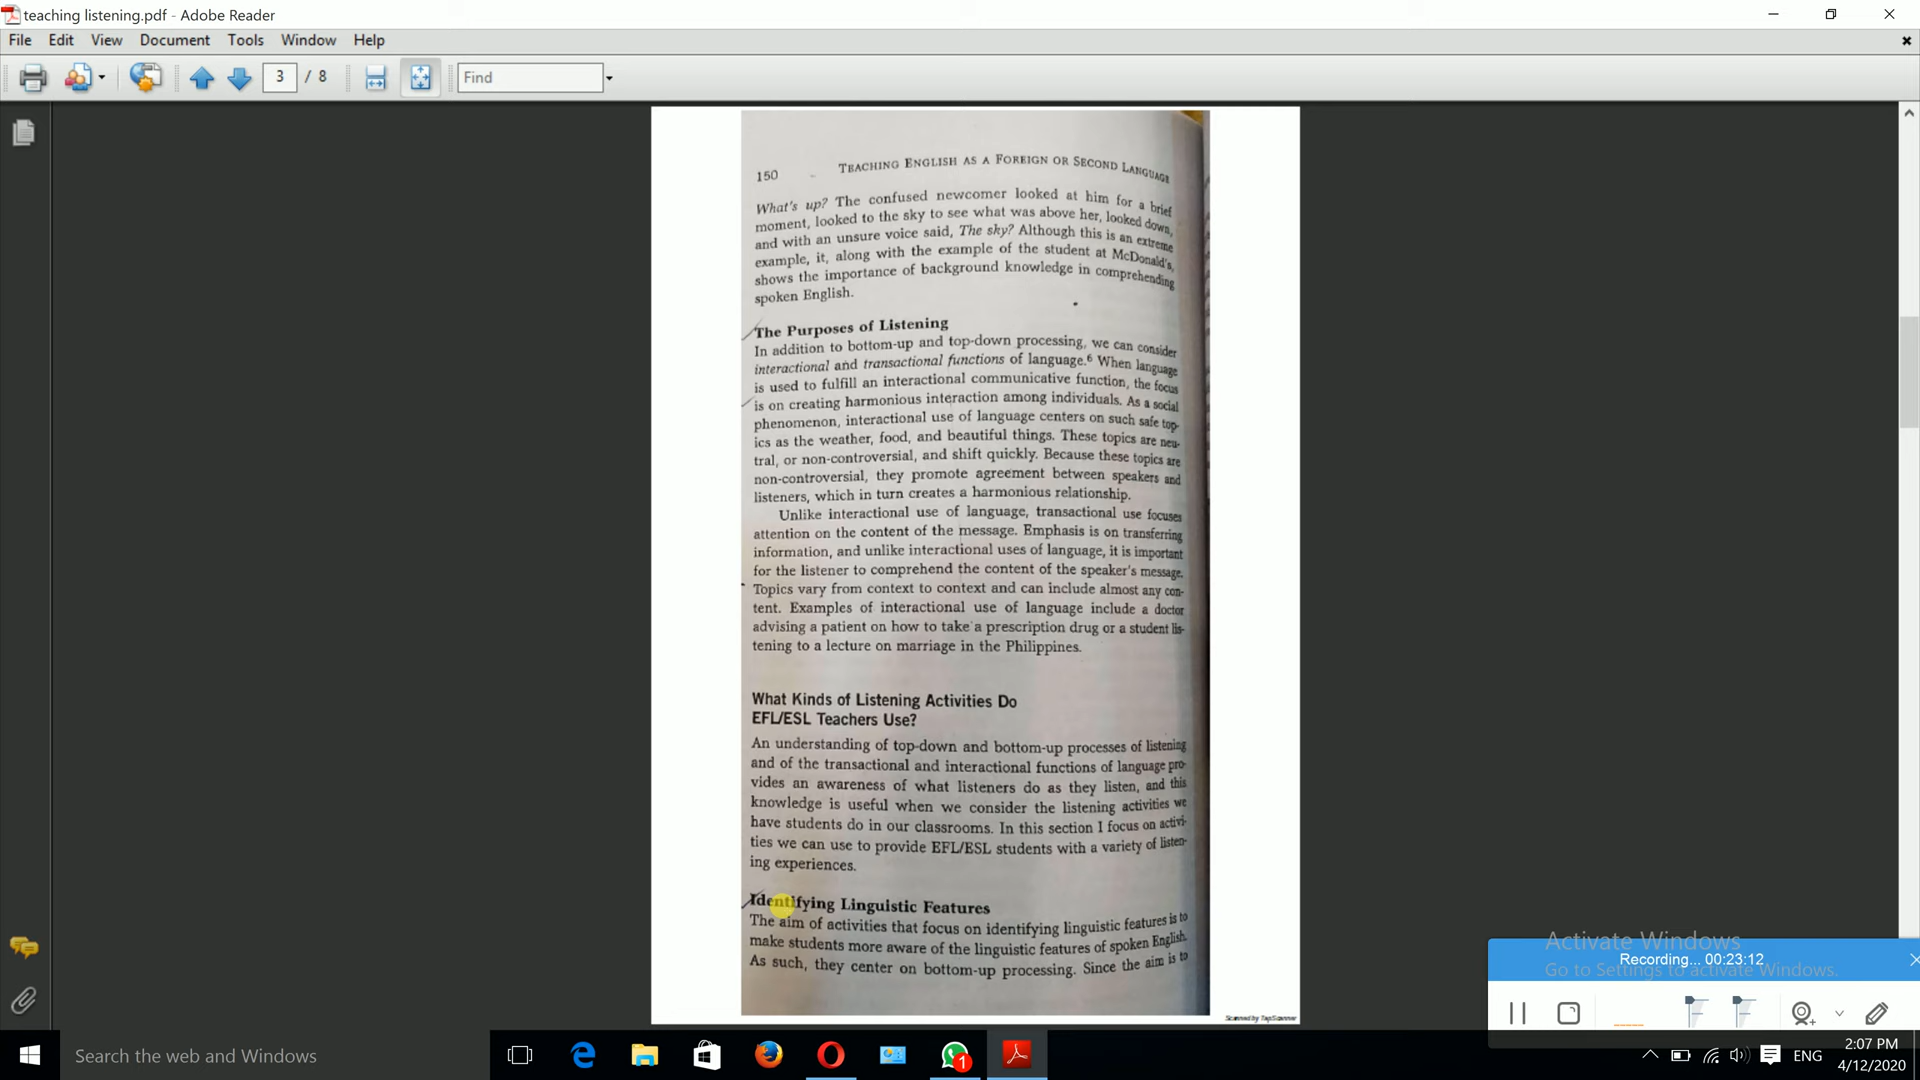 teaching listening.pdf - Adobe Reader
File Edit View Document Tools Window Help
3 / 8 Find
150 TEACHING ENGLISH AS A FOREIGN OR SECOND LANGUAGE
What's up? The confused newcomer looked at him for a brief
moment, looked to the sky to see what was above her, looked down,
and with an unsure voice said, The sky? Although this is an extreme
example, it, along with the example of the student at McDonald's,
shows the importance of background knowledge in comprehending
spoken English.
The Purposes of Listening
In addition to bottom-up and top-down processing, we can consider
interactional and transactional functions of language.6 When language
is used to fulfill an interactional communicative function, the focus
is on creating harmonious interaction among individuals. As a social
phenomenon, interactional use of language centers on such safe top-
ics as the weather, food, and beautiful things. These topics are neu-
tral, or non-controversial, and shift quickly. Because these topics are
non-controversial, they promote agreement between speakers and
listeners, which in turn creates a harmonious relationship.
Unlike interactional use of language, transactional use focuses
attention on the content of the message. Emphasis is on transferring
information, and unlike interactional uses of language, it is important
for the listener to comprehend the content of the speaker's message.
Topics vary from context to context and can include almost any con-
tent. Examples of interactional use of language include a doctor
advising a patient on how to take a prescription drug or a student lis-
tening to a lecture on marriage in the Philippines.
What Kinds of Listening Activities Do
EFL/ESL Teachers Use?
An understanding of top-down and bottom-up processes of listening
and of the transactional and interactional functions of language pro-
vides an awareness of what listeners do as they listen, and this
knowledge is useful when we consider the listening activities we
have students do in our classrooms. In this section I focus on activi-
ties we can use to provide EFL/ESL students with a variety of listen-
ing experiences.
Identifying Linguistic Features
The aim of activities that focus on identifying linguistic features is to
make students more aware of the linguistic features of spoken English.
As such, they center on bottom-up processing. Since the aim is to
Scanned by TapScanner
Activate Windows
Go to Settings to activate Windows.
Recording... 00:23:12
Search the web and Windows
1
ENG
2:07 PM
4/12/2020